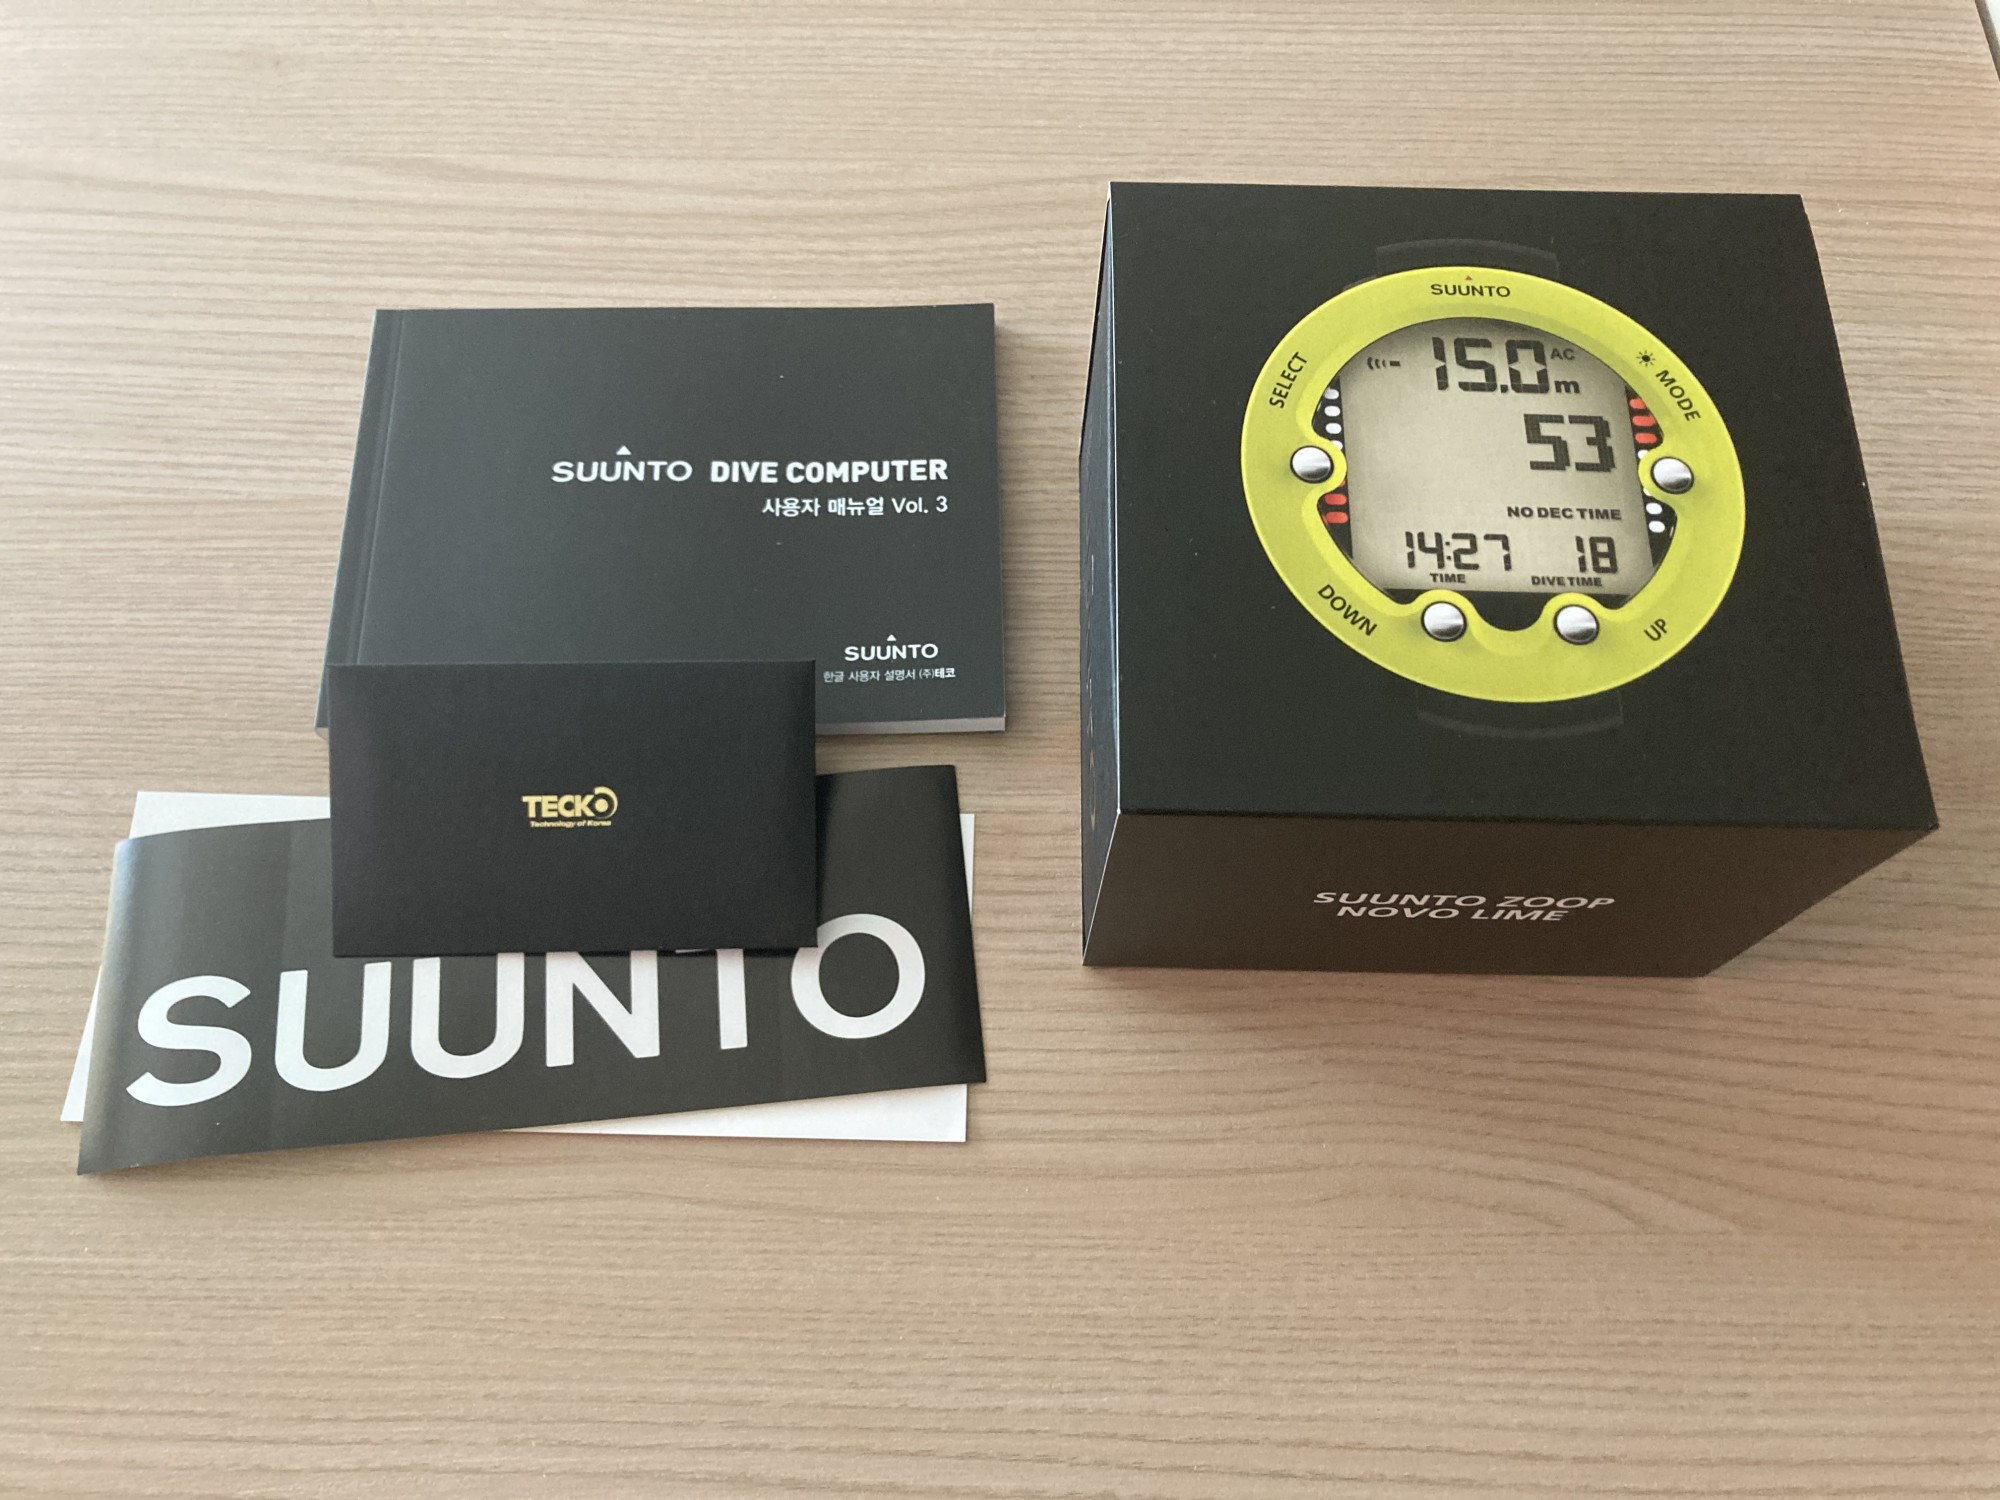 SUUNTO DIVE COMPUTER
사용자 매뉴얼 Vol. 3
SUUNTO
한글 사용자 설명서 (주)테코
TECKO
Technology of Korea
SUUNTO
SUUNTO
SELECT
MODE
15.0 m AC
53
NO DEC TIME
14:27 18
TIME DIVE TIME
DOWN
UP
SUUNTO ZOOP
NOVO LIME